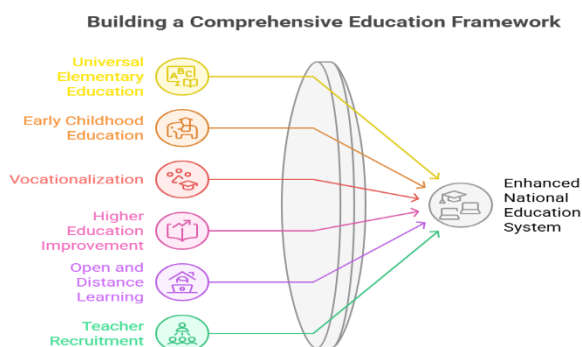 Building a Comprehensive Education Framework
Universal
Elementary
Education
Early Childhood
Education
Vocationalization
Higher
Education
Improvement
Open and
Distance
Learning
Teacher
Recruitment
Enhanced
National
Education
System